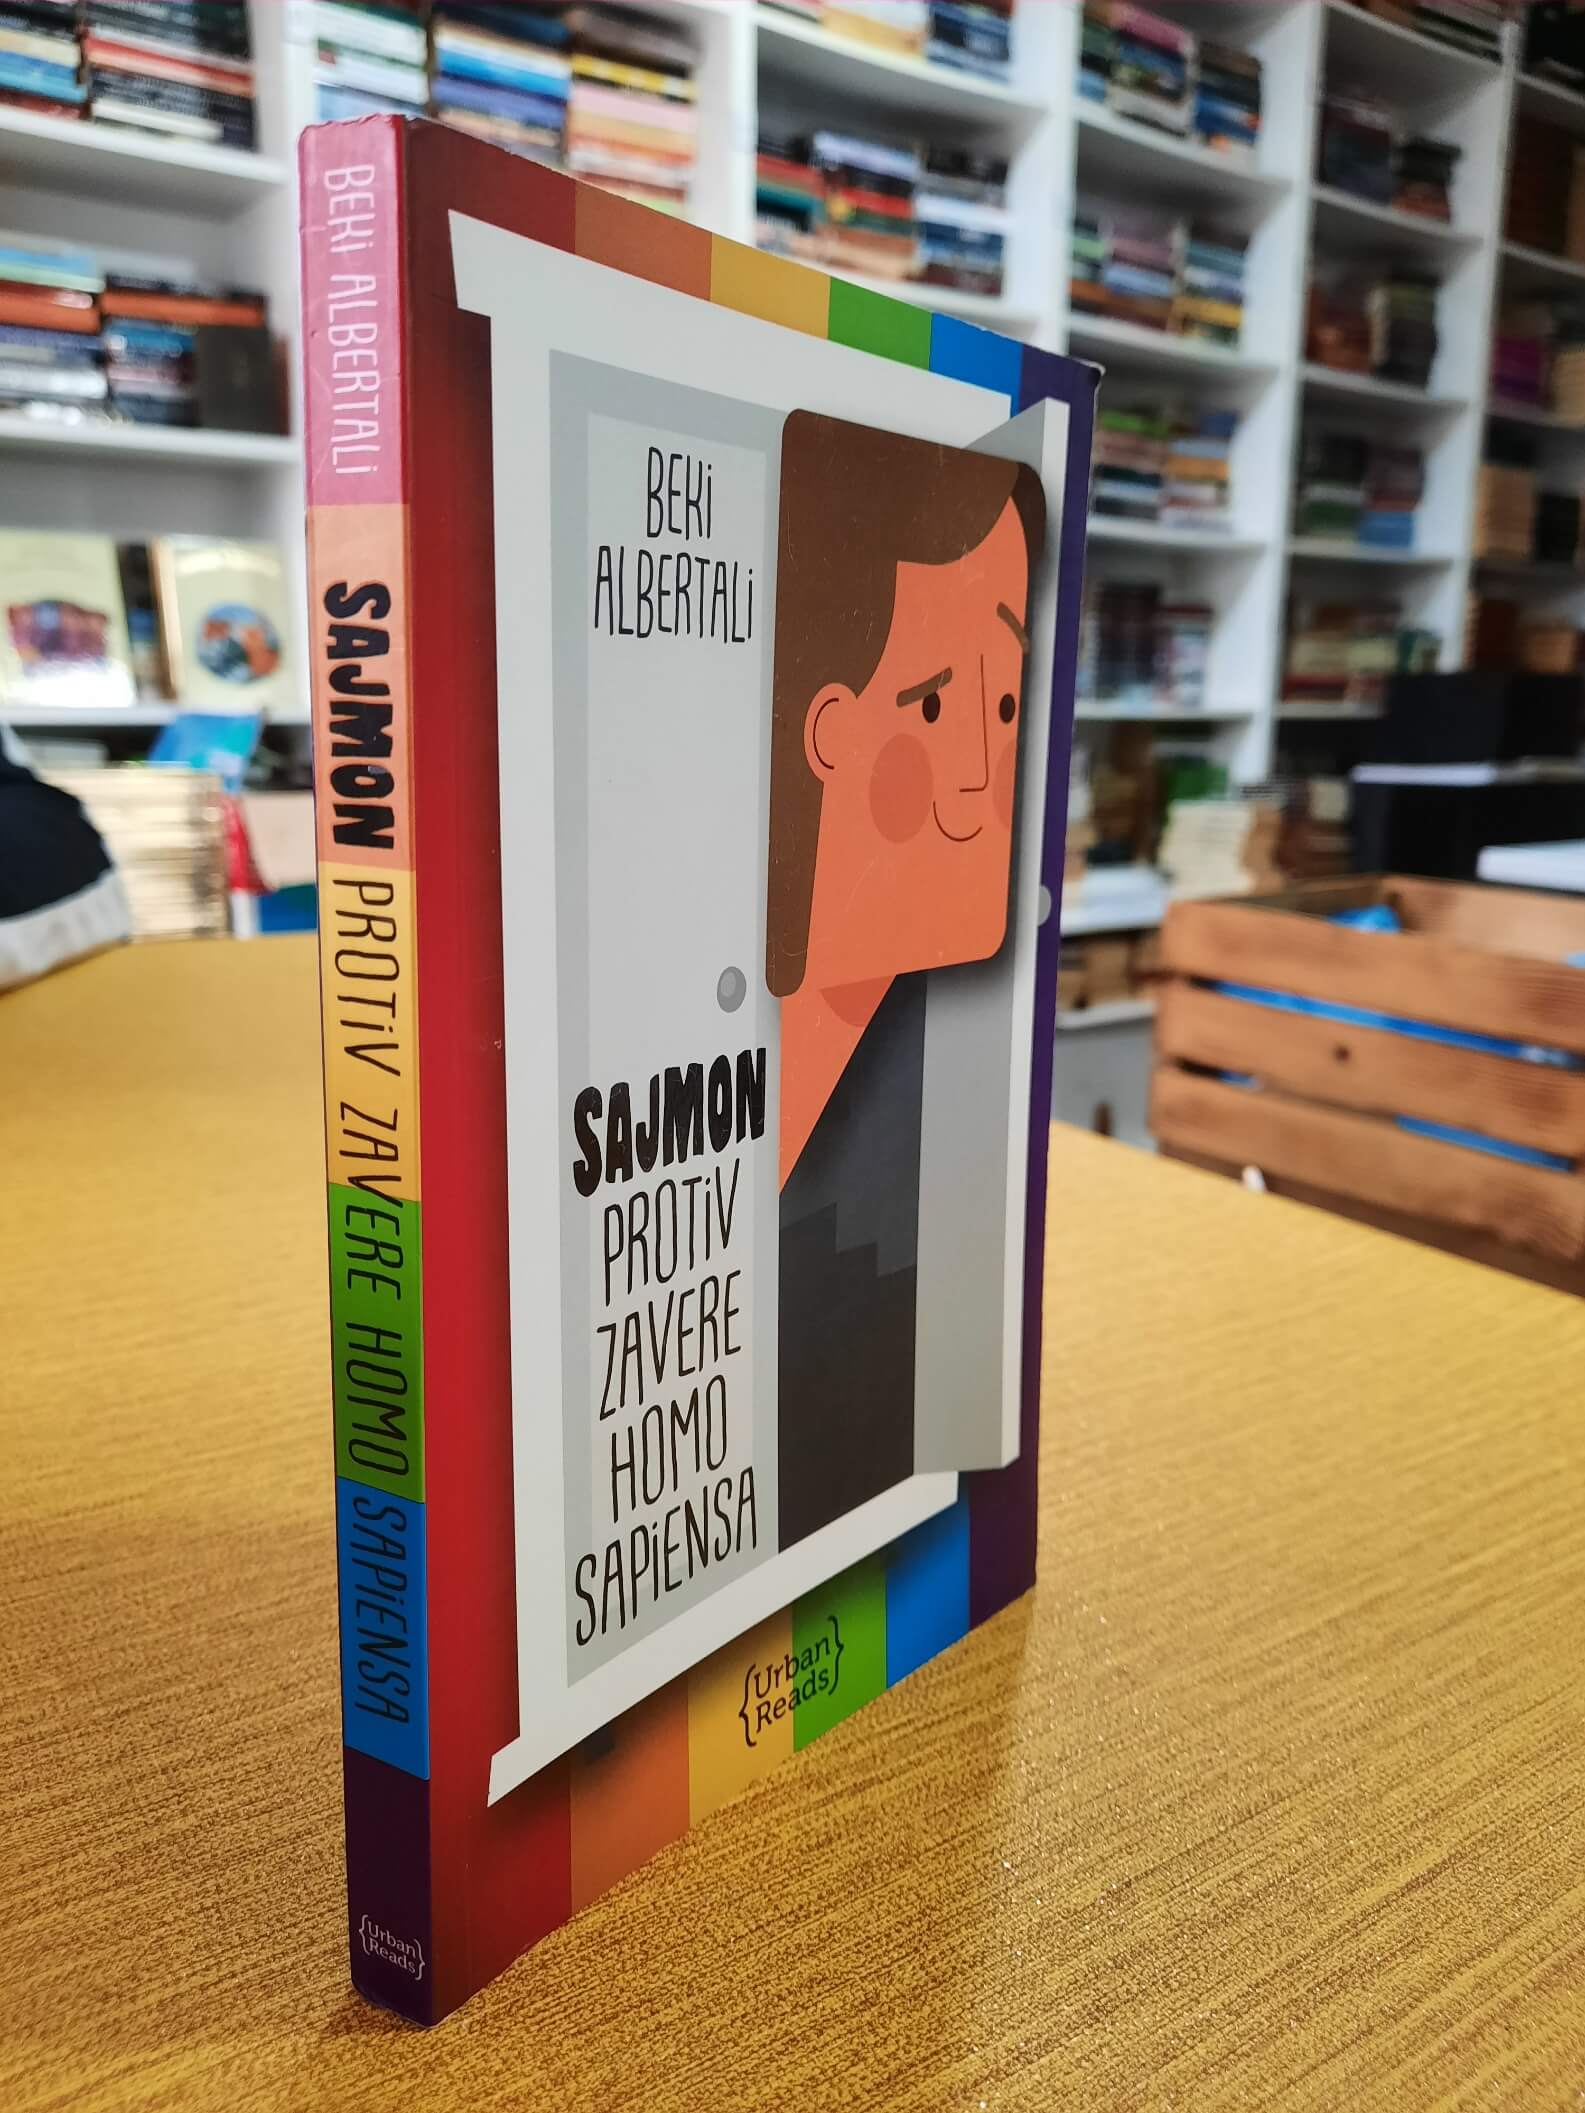 BEKi ALBERTALi
SAJMON PROTiV ZAVERE HOMO SAPiENSA
{Urban
Reads}
BEKi
ALBERTALi
SAJMON
PROTiV
ZAVERE
HOMO
SAPiENSA
{Urban
Reads}